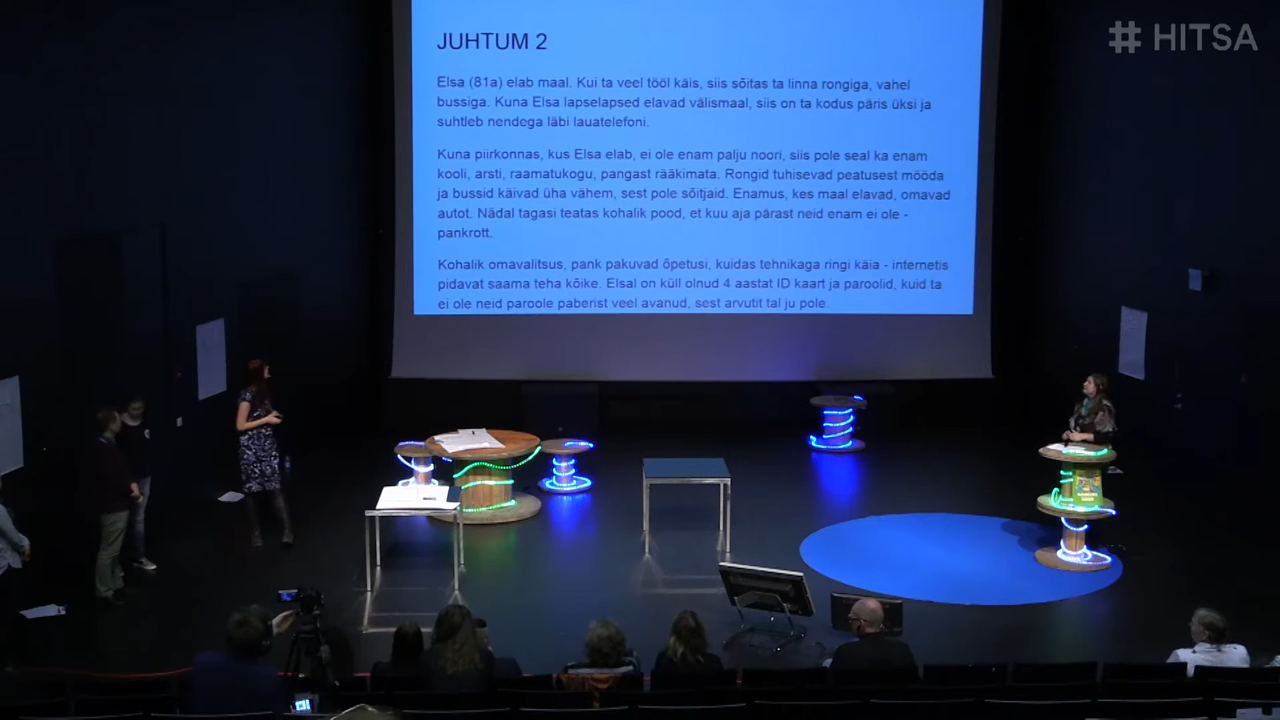 # HITSA
JUHTUM 2
Elsa (81a) elab maal. Kui ta veel tööl käis, siis sõitas ta linna rongiga, vahel
bussiga. Kuna Elsa lapselapsed elavad välismaal, siis on ta kodus päris üksi ja
suhtleb nendega läbi lauatelefoni.
Kuna piirkonnas, kus Elsa elab, ei ole enam palju noori, siis pole seal ka enam
kooli, arsti, raamatukogu, pangast rääkimata. Rongid tuhisevad peatusest mööda
ja bussid käivad üha vähem, sest pole sõitjaid. Enamus, kes maal elavad, omavad
autot. Nädal tagasi teatas kohalik pood, et kuu aja pärast neid enam ei ole -
pankrott.
Kohalik omavalitsus, pank pakuvad õpetusi, kuidas tehnikaga ringi käia - internetis
pidavat saama teha kõike. Elsal on küll olnud 4 aastat ID kaart ja paroolid, kuid ta
ei ole neid paroole paberist veel avanud, sest arvutit tal ju pole.